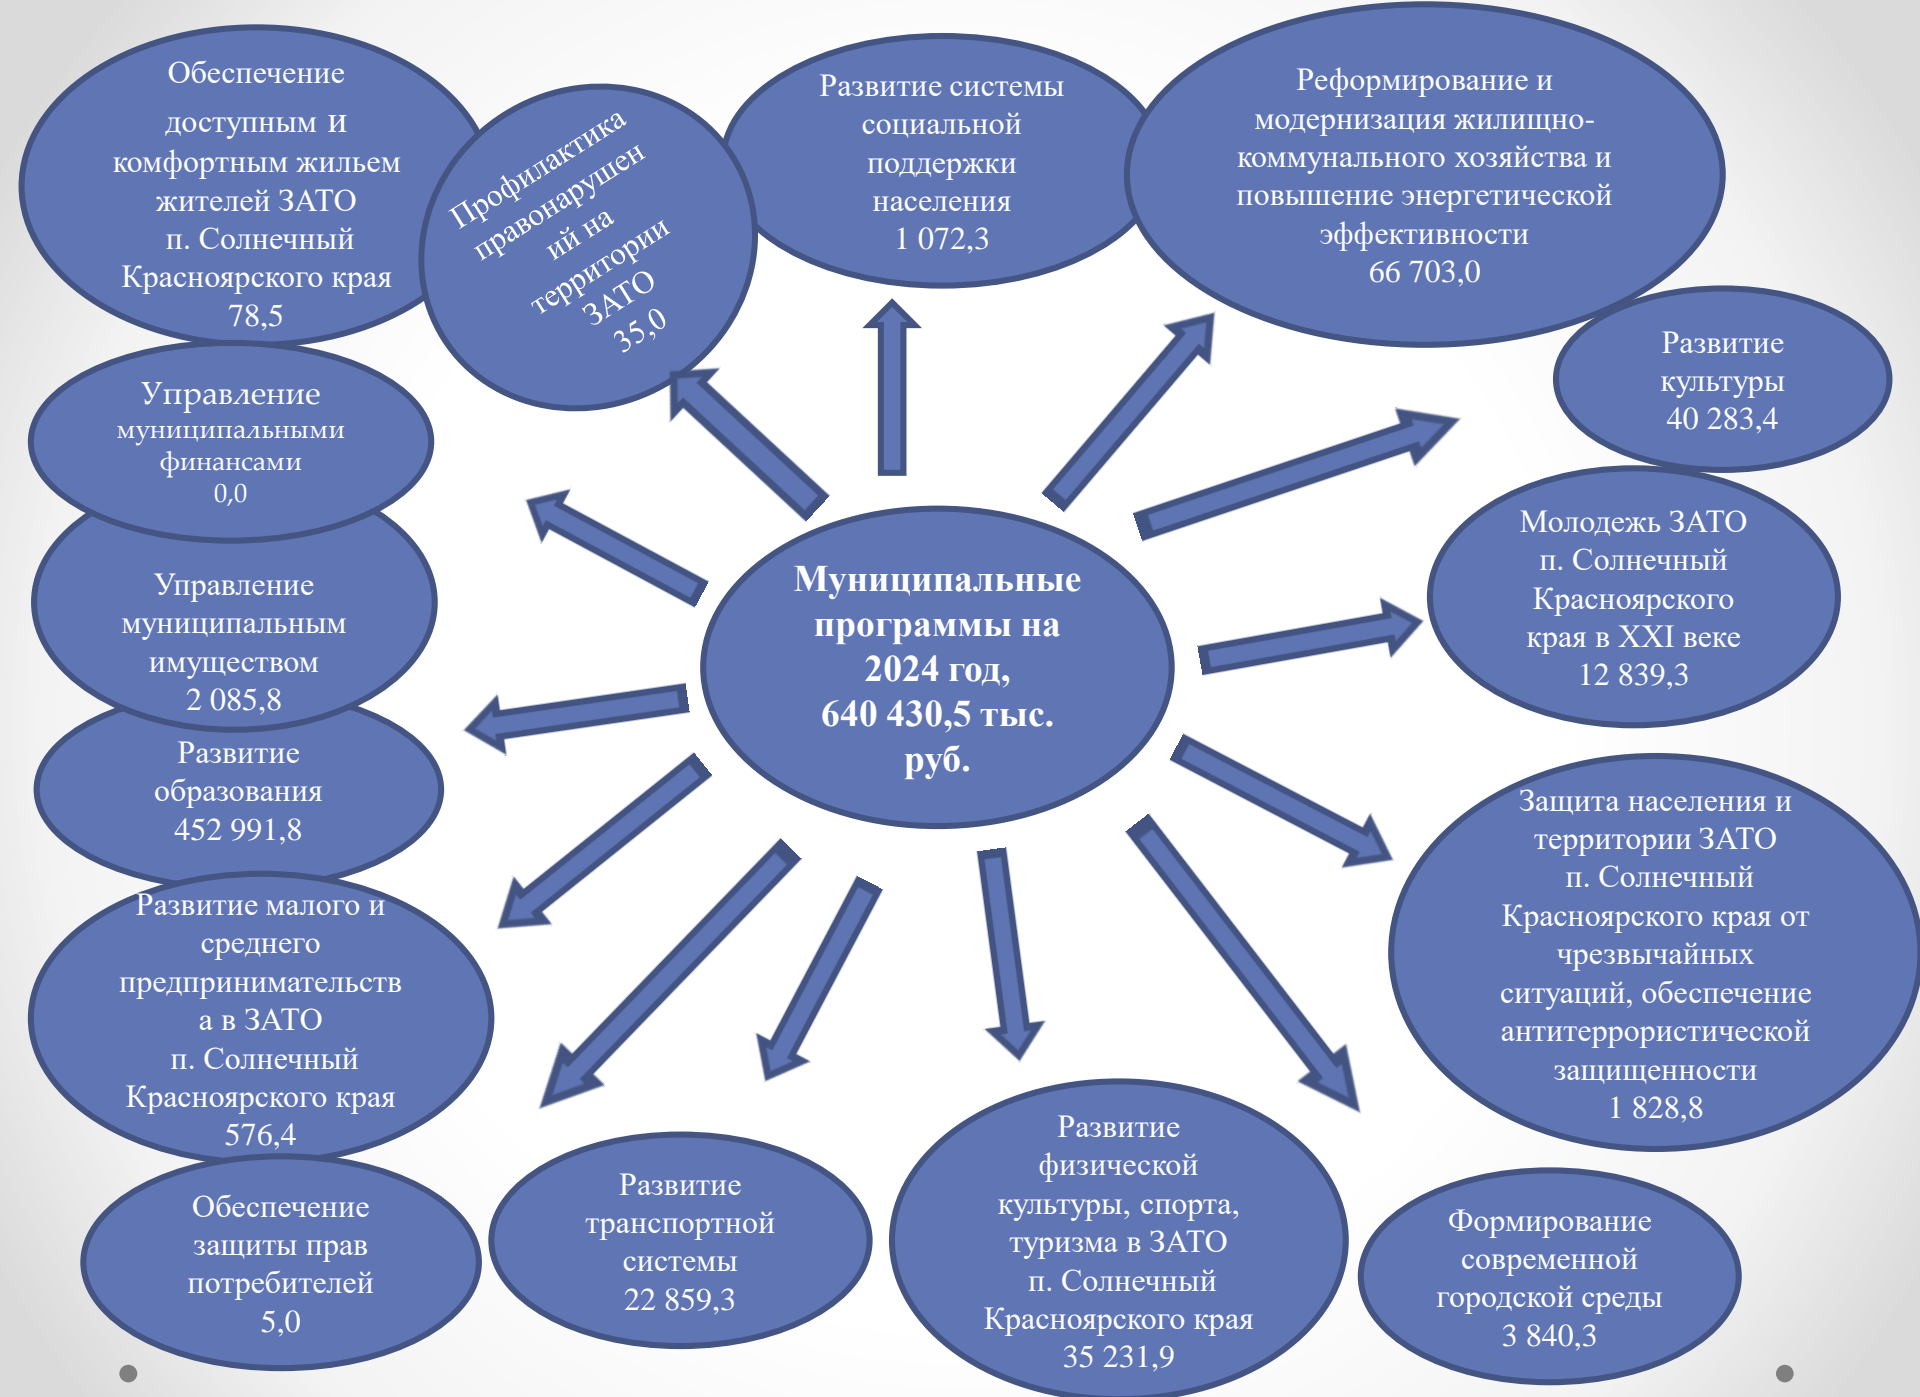 Обеспечение
доступным и
комфортным жильем
жителей ЗАТО
п. Солнечный
Красноярского края
78,5
Профилактика
правонарушен
ий на
территории
ЗАТО
35,0
Развитие системы
социальной
поддержки
населения
1 072,3
Реформирование и
модернизация жилищно-
коммунального хозяйства и
повышение энергетической
эффективности
66 703,0
Развитие
культуры
40 283,4
Управление
муниципальными
финансами
0,0
Молодежь ЗАТО
п. Солнечный
Красноярского
края в XXI веке
12 839,3
Муниципальные
программы на
2024 год,
640 430,5 тыс.
руб.
Управление
муниципальным
имуществом
2 085,8
Развитие
образования
452 991,8
Защита населения и
территории ЗАТО
п. Солнечный
Красноярского края от
чрезвычайных
ситуаций, обеспечение
антитеррористической
защищенности
1 828,8
Развитие малого и
среднего
предпринимательств
а в ЗАТО
п. Солнечный
Красноярского края
576,4
Обеспечение
защиты прав
потребителей
5,0
Развитие
транспортной
системы
22 859,3
Развитие
физической
культуры, спорта,
туризма в ЗАТО
п. Солнечный
Красноярского края
35 231,9
Формирование
современной
городской среды
3 840,3